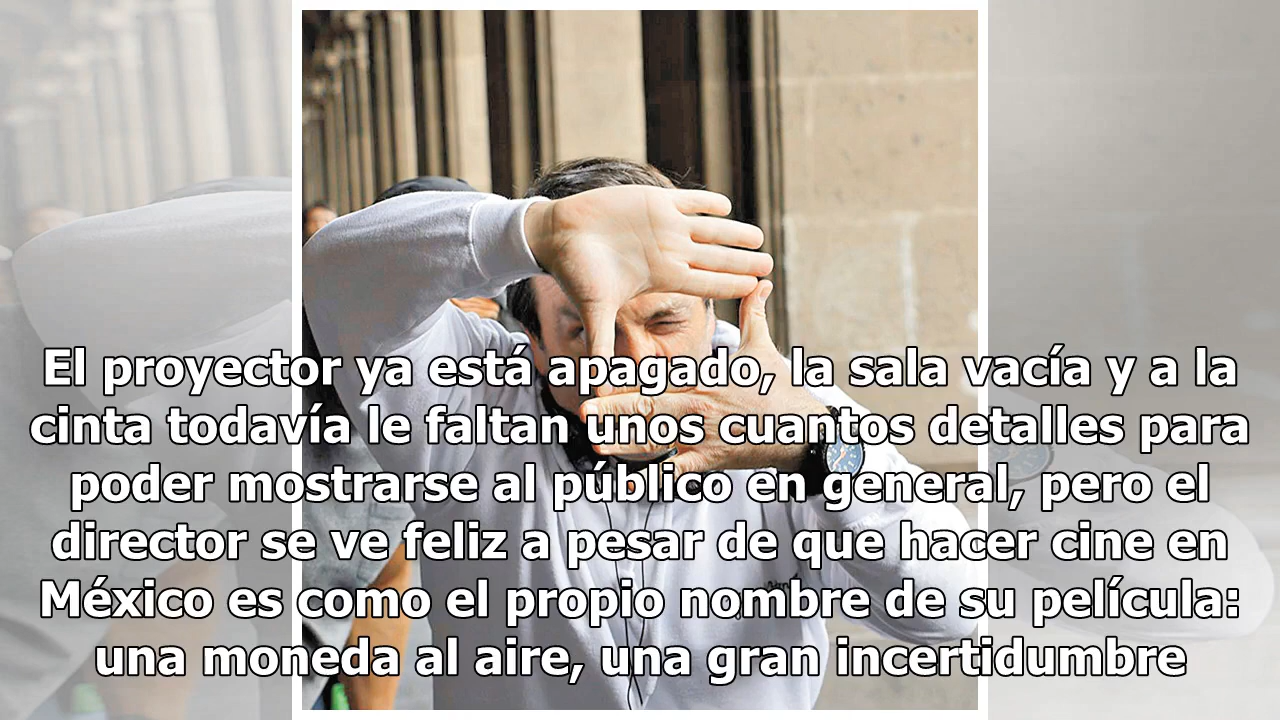 El proyector ya está apagado, la sala vacía y a la
cinta todavía le faltan unos cuantos detalles para
poder mostrarse al público en general, pero el
director se ve feliz a pesar de que hacer cine en
México es como el propio nombre de su película:
una moneda al aire, una gran incertidumbre